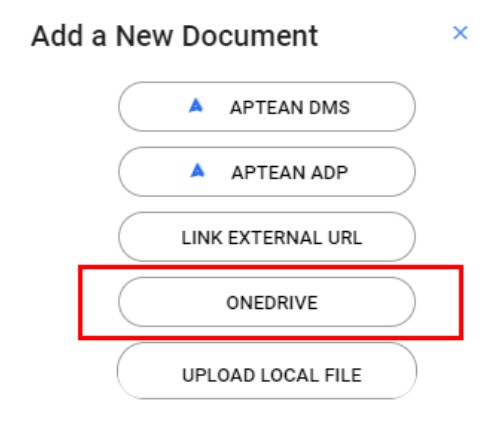 Add a New Document
APTEAN DMS
APTEAN ADP
LINK EXTERNAL URL
ONEDRIVE
UPLOAD LOCAL FILE